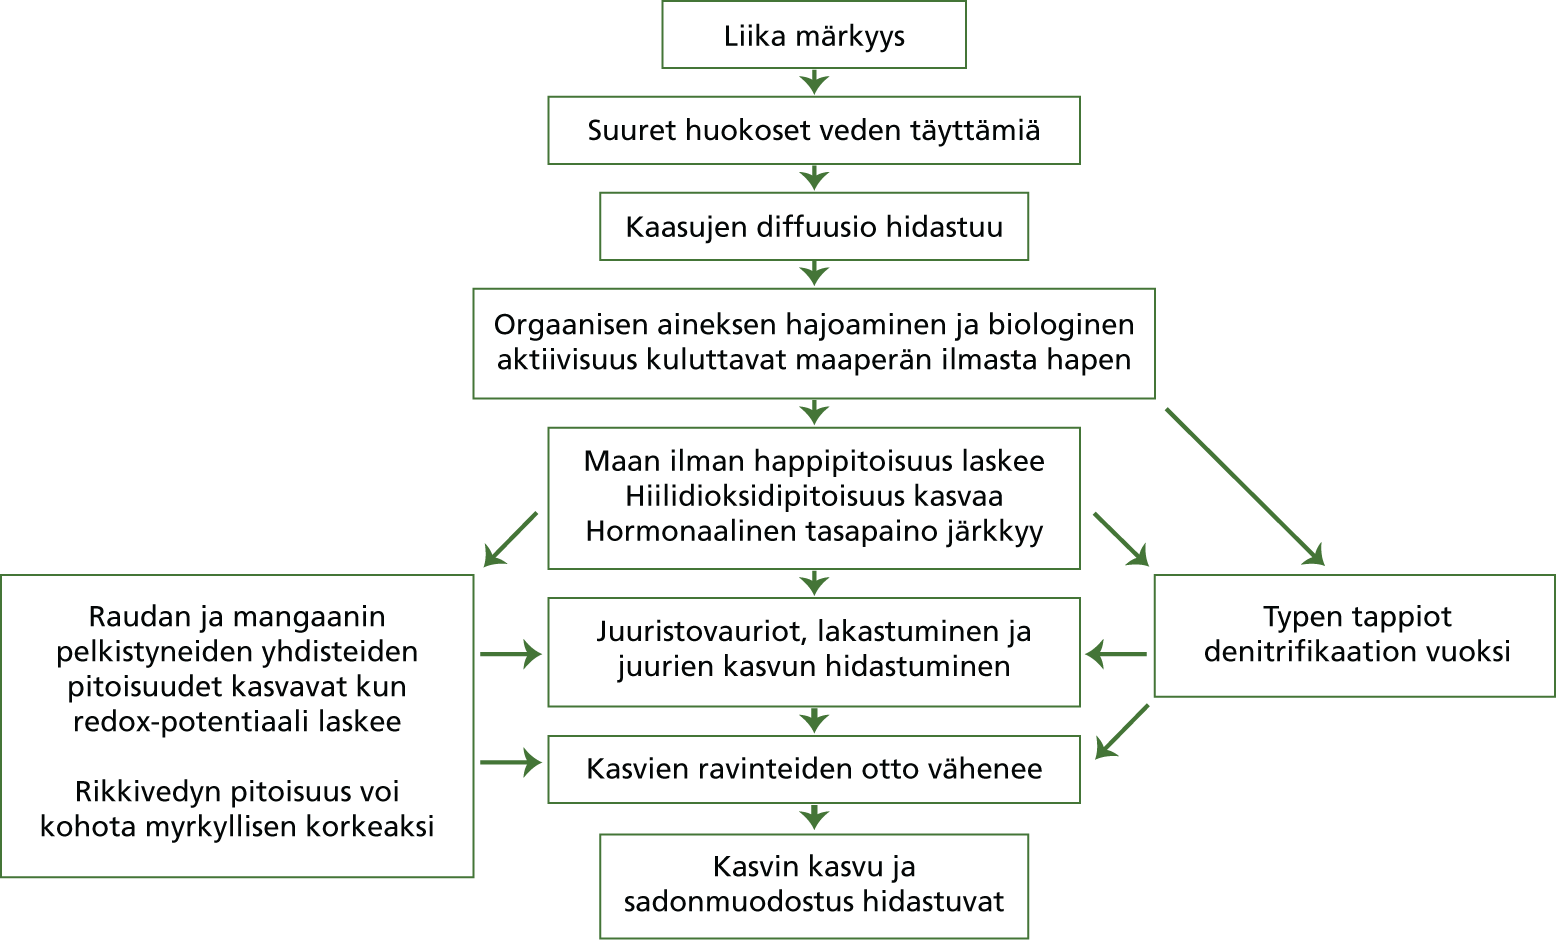 Liika märkyys
Suuret huokoset veden täyttämiä
Kaasujen diffuusio hidastuu
Orgaanisen aineksen hajoaminen ja biologinen
aktiivisuus kuluttavat maaperän ilmasta hapen
Maan ilman happipitoisuus laskee
Hiilidioksidipitoisuus kasvaa
Hormonaalinen tasapaino järkkyy
Raudan ja mangaanin
pelkistyneiden yhdisteiden
pitoisuudet kasvavat kun
redox-potentiaali laskee
Rikkivedyn pitoisuus voi
kohota myrkyllisen korkeaksi
Juuristovauriot, lakastuminen ja
juurien kasvun hidastuminen
Typen tappiot
denitrifikaation vuoksi
Kasvien ravinteiden otto vähenee
Kasvin kasvu ja
sadonmuodostus hidastuvat